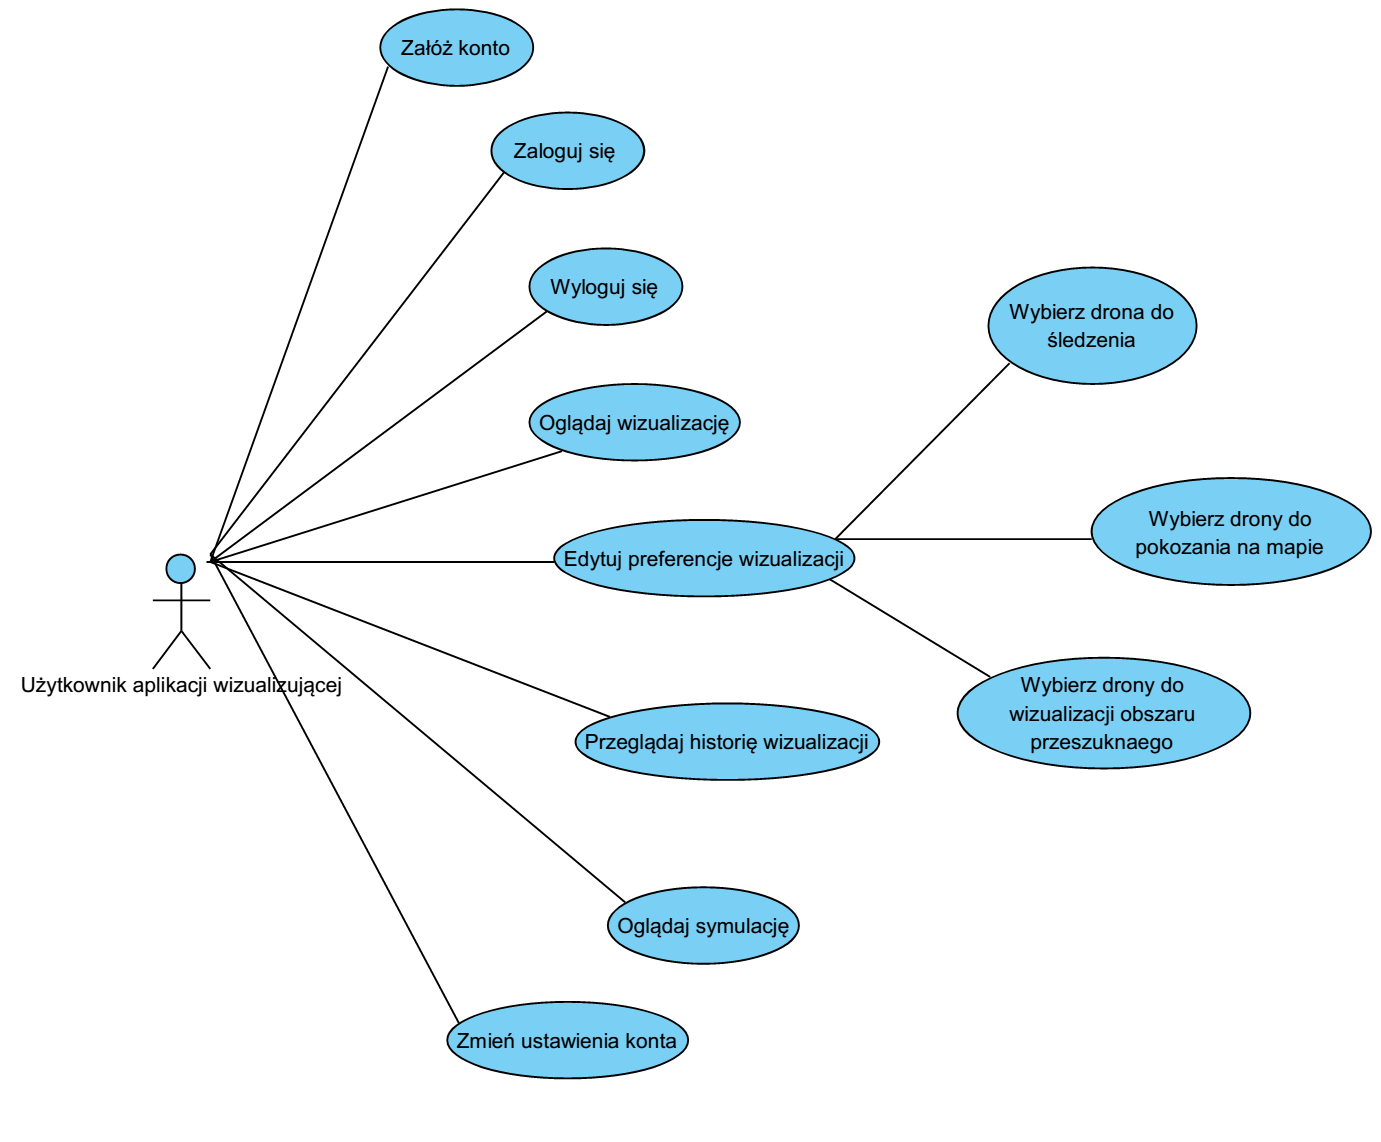 Załóż konto
Zaloguj się
Wyloguj się
Wybierz drona do
śledzenia
Oglądaj wizualizację
Wybierz drony do
pokozania na mapie
Edytuj preferencje wizualizacji
Użytkownik aplikacji wizualizującej
Wybierz drony do
wizualizacji obszaru
przeszuknaego
Przeglądaj historię wizualizacji
Oglądaj symulację
Zmień ustawienia konta